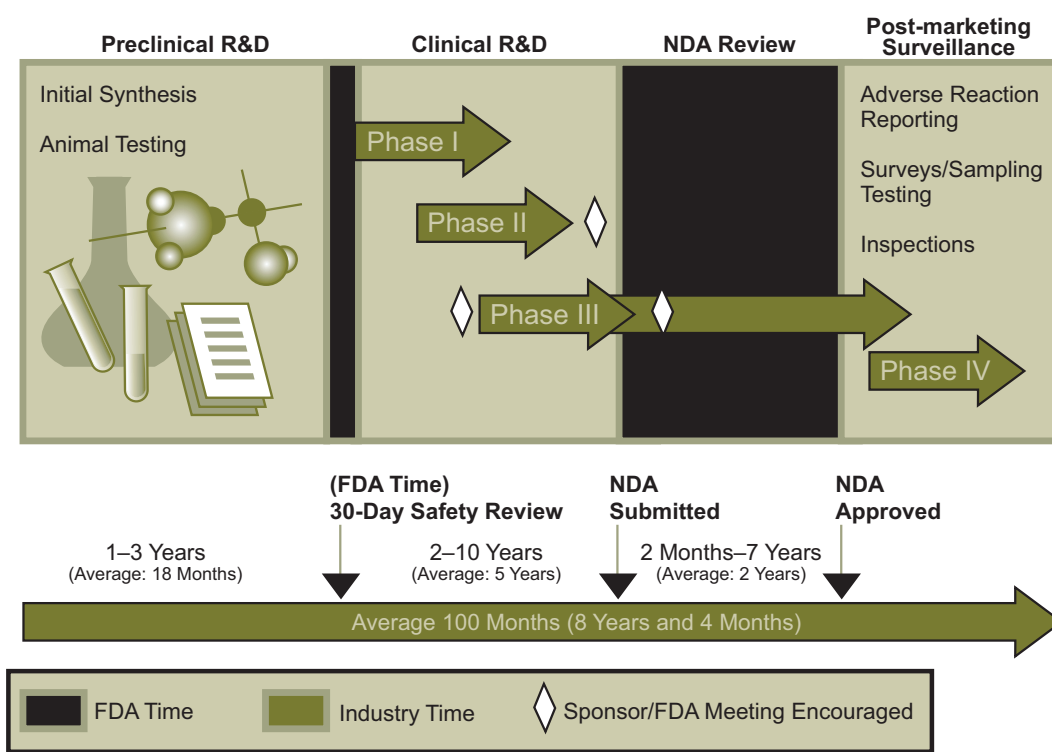 Preclinical R&D
Clinical R&D
NDA Review
Post-marketing
Surveillance
Initial Synthesis
Animal Testing
Phase I
Phase II
Phase III
Adverse Reaction
Reporting
Surveys/Sampling
Testing
Inspections
Phase IV
(FDA Time)
30-Day Safety Review
NDA
Submitted
NDA
Approved
1–3 Years
(Average: 18 Months)
2–10 Years
(Average: 5 Years)
2 Months–7 Years
(Average: 2 Years)
Average 100 Months (8 Years and 4 Months)
FDA Time
Industry Time
Sponsor/FDA Meeting Encouraged